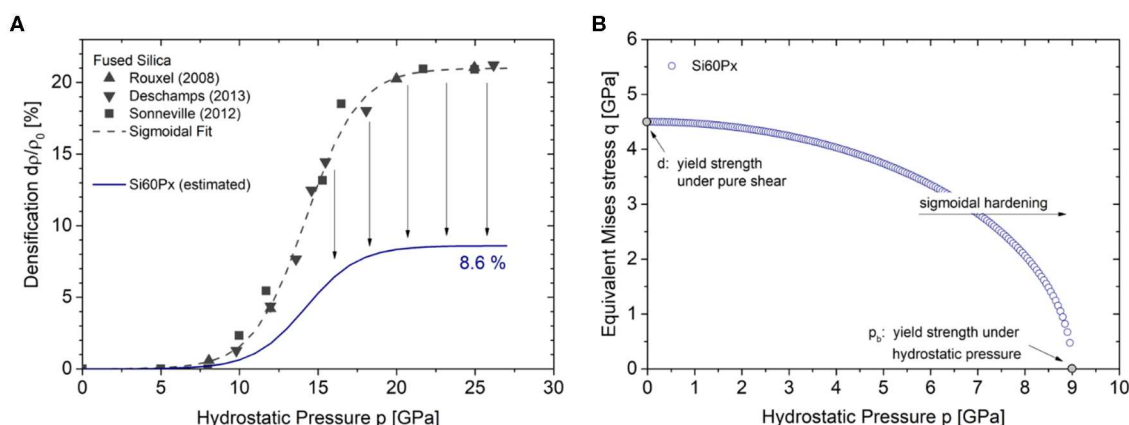 A
Densification dρ/ρ₀ [%]
20
15
10
5
0
Fused Silica
Rouxel (2008)
Deschamps (2013)
Sonneville (2012)
Sigmoidal Fit
Si60Px (estimated)
8.6 %
0 5 10 15 20 25 30
Hydrostatic Pressure p [GPa]
B
Equivalent Mises stress q [GPa]
6
5
4
3
2
1
0
Si60Px
d: yield strength
under pure shear
sigmoidal hardening
p_b: yield strength under
hydrostatic pressure
0 1 2 3 4 5 6 7 8 9 10
Hydrostatic Pressure p [GPa]